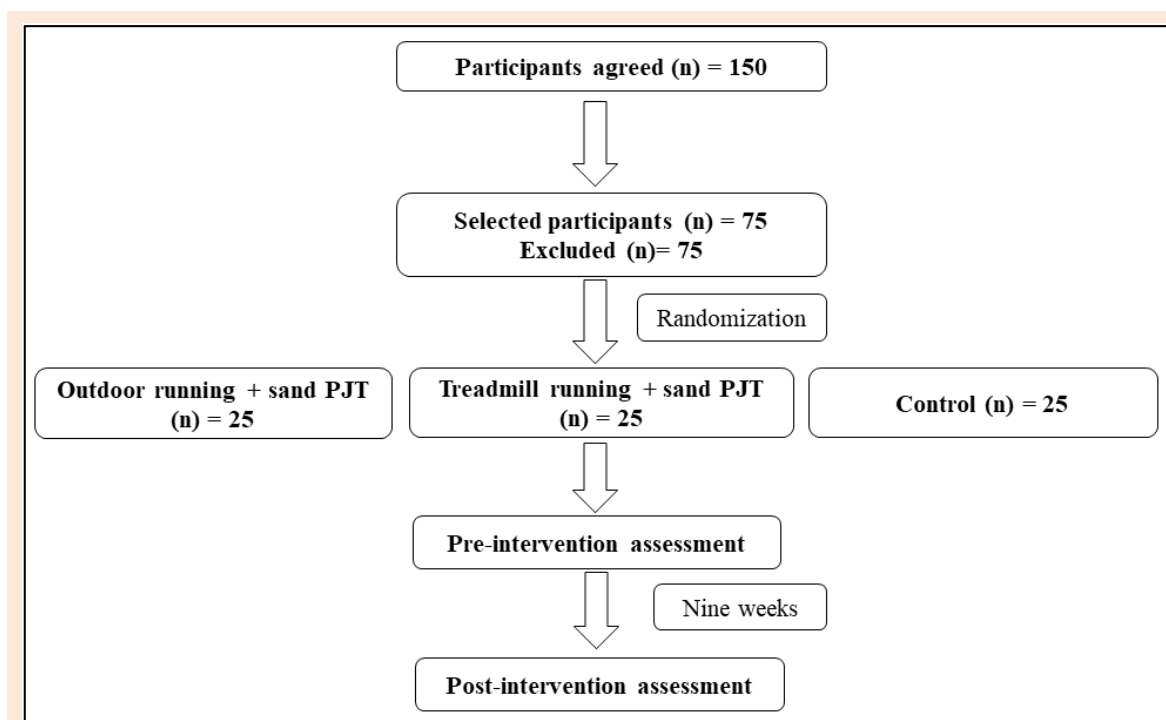 Participants agreed (n) = 150
Selected participants (n) = 75
Excluded (n)= 75
Randomization
Outdoor running + sand PJT
(n) = 25
Treadmill running + sand PJT
(n) = 25
Control (n) = 25
Pre-intervention assessment
Nine weeks
Post-intervention assessment